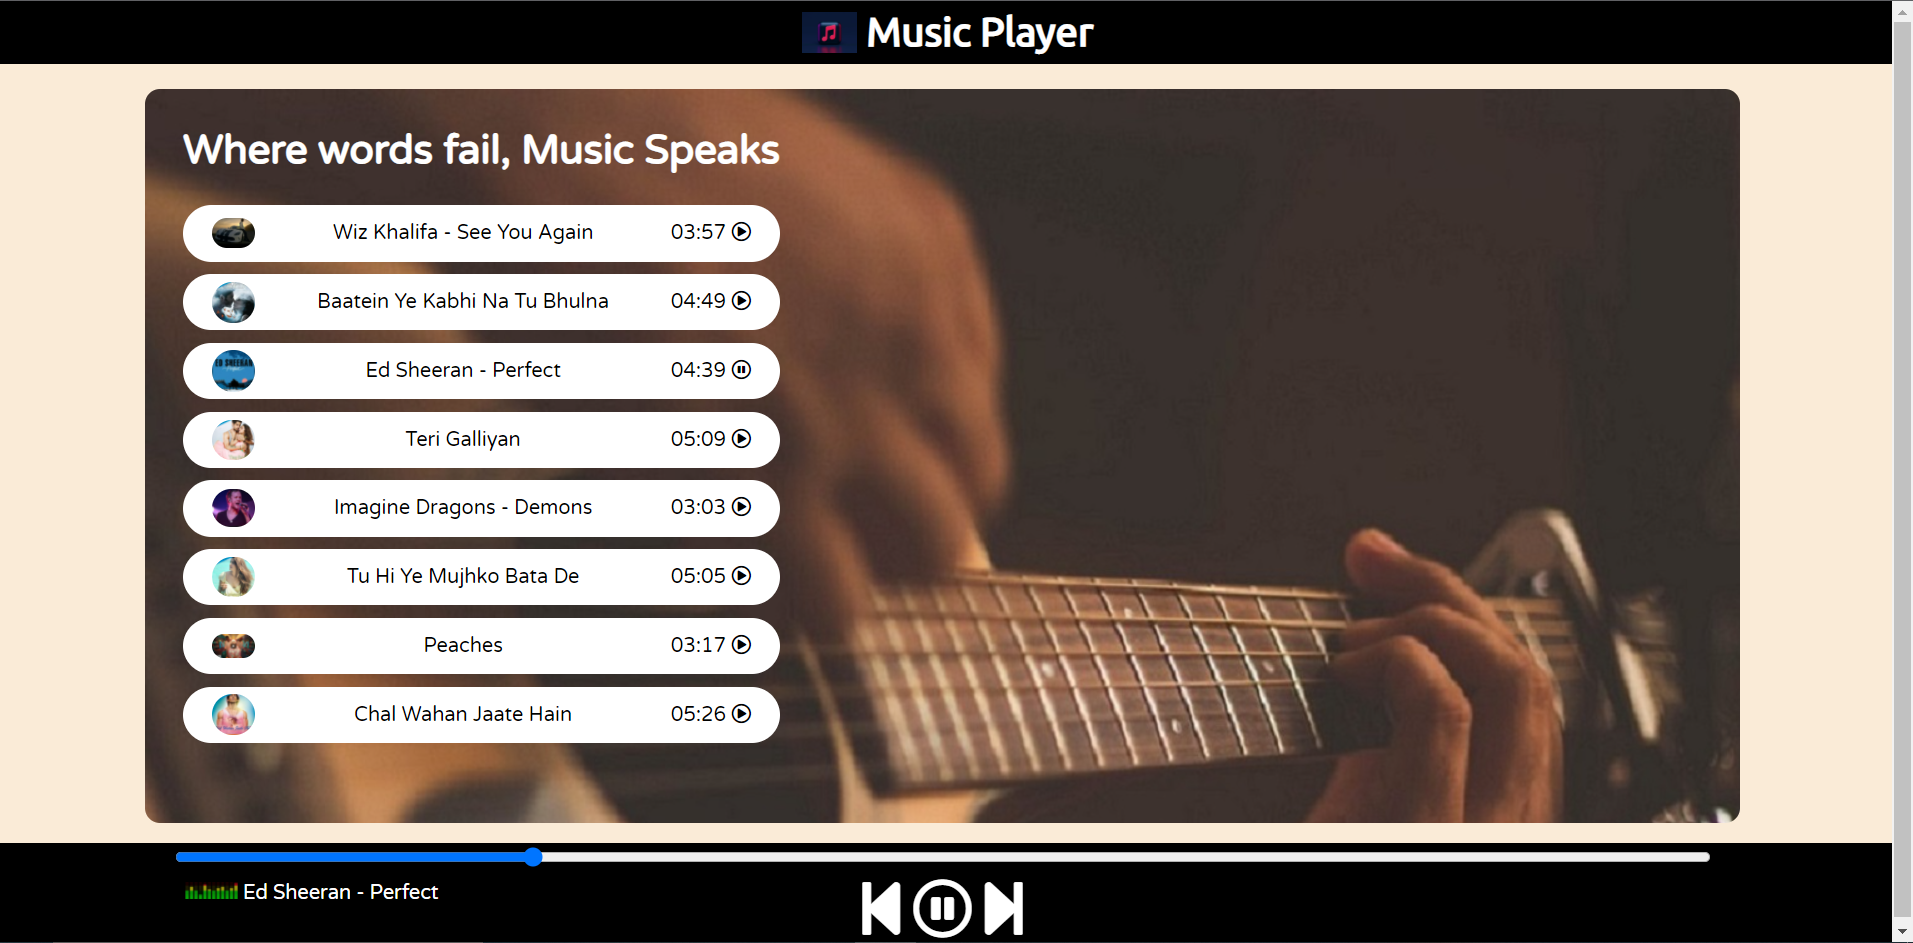 Music Player
Where words fail, Music Speaks
Wiz Khalifa - See You Again 03:57
Baatein Ye Kabhi Na Tu Bhulna 04:49
ED SHEERAN
Ed Sheeran - Perfect 04:39
Teri Galliyan 05:09
Imagine Dragons - Demons 03:03
Tu Hi Ye Mujhko Bata De 05:05
Peaches 03:17
Chal Wahan Jaate Hain 05:26
Ed Sheeran - Perfect